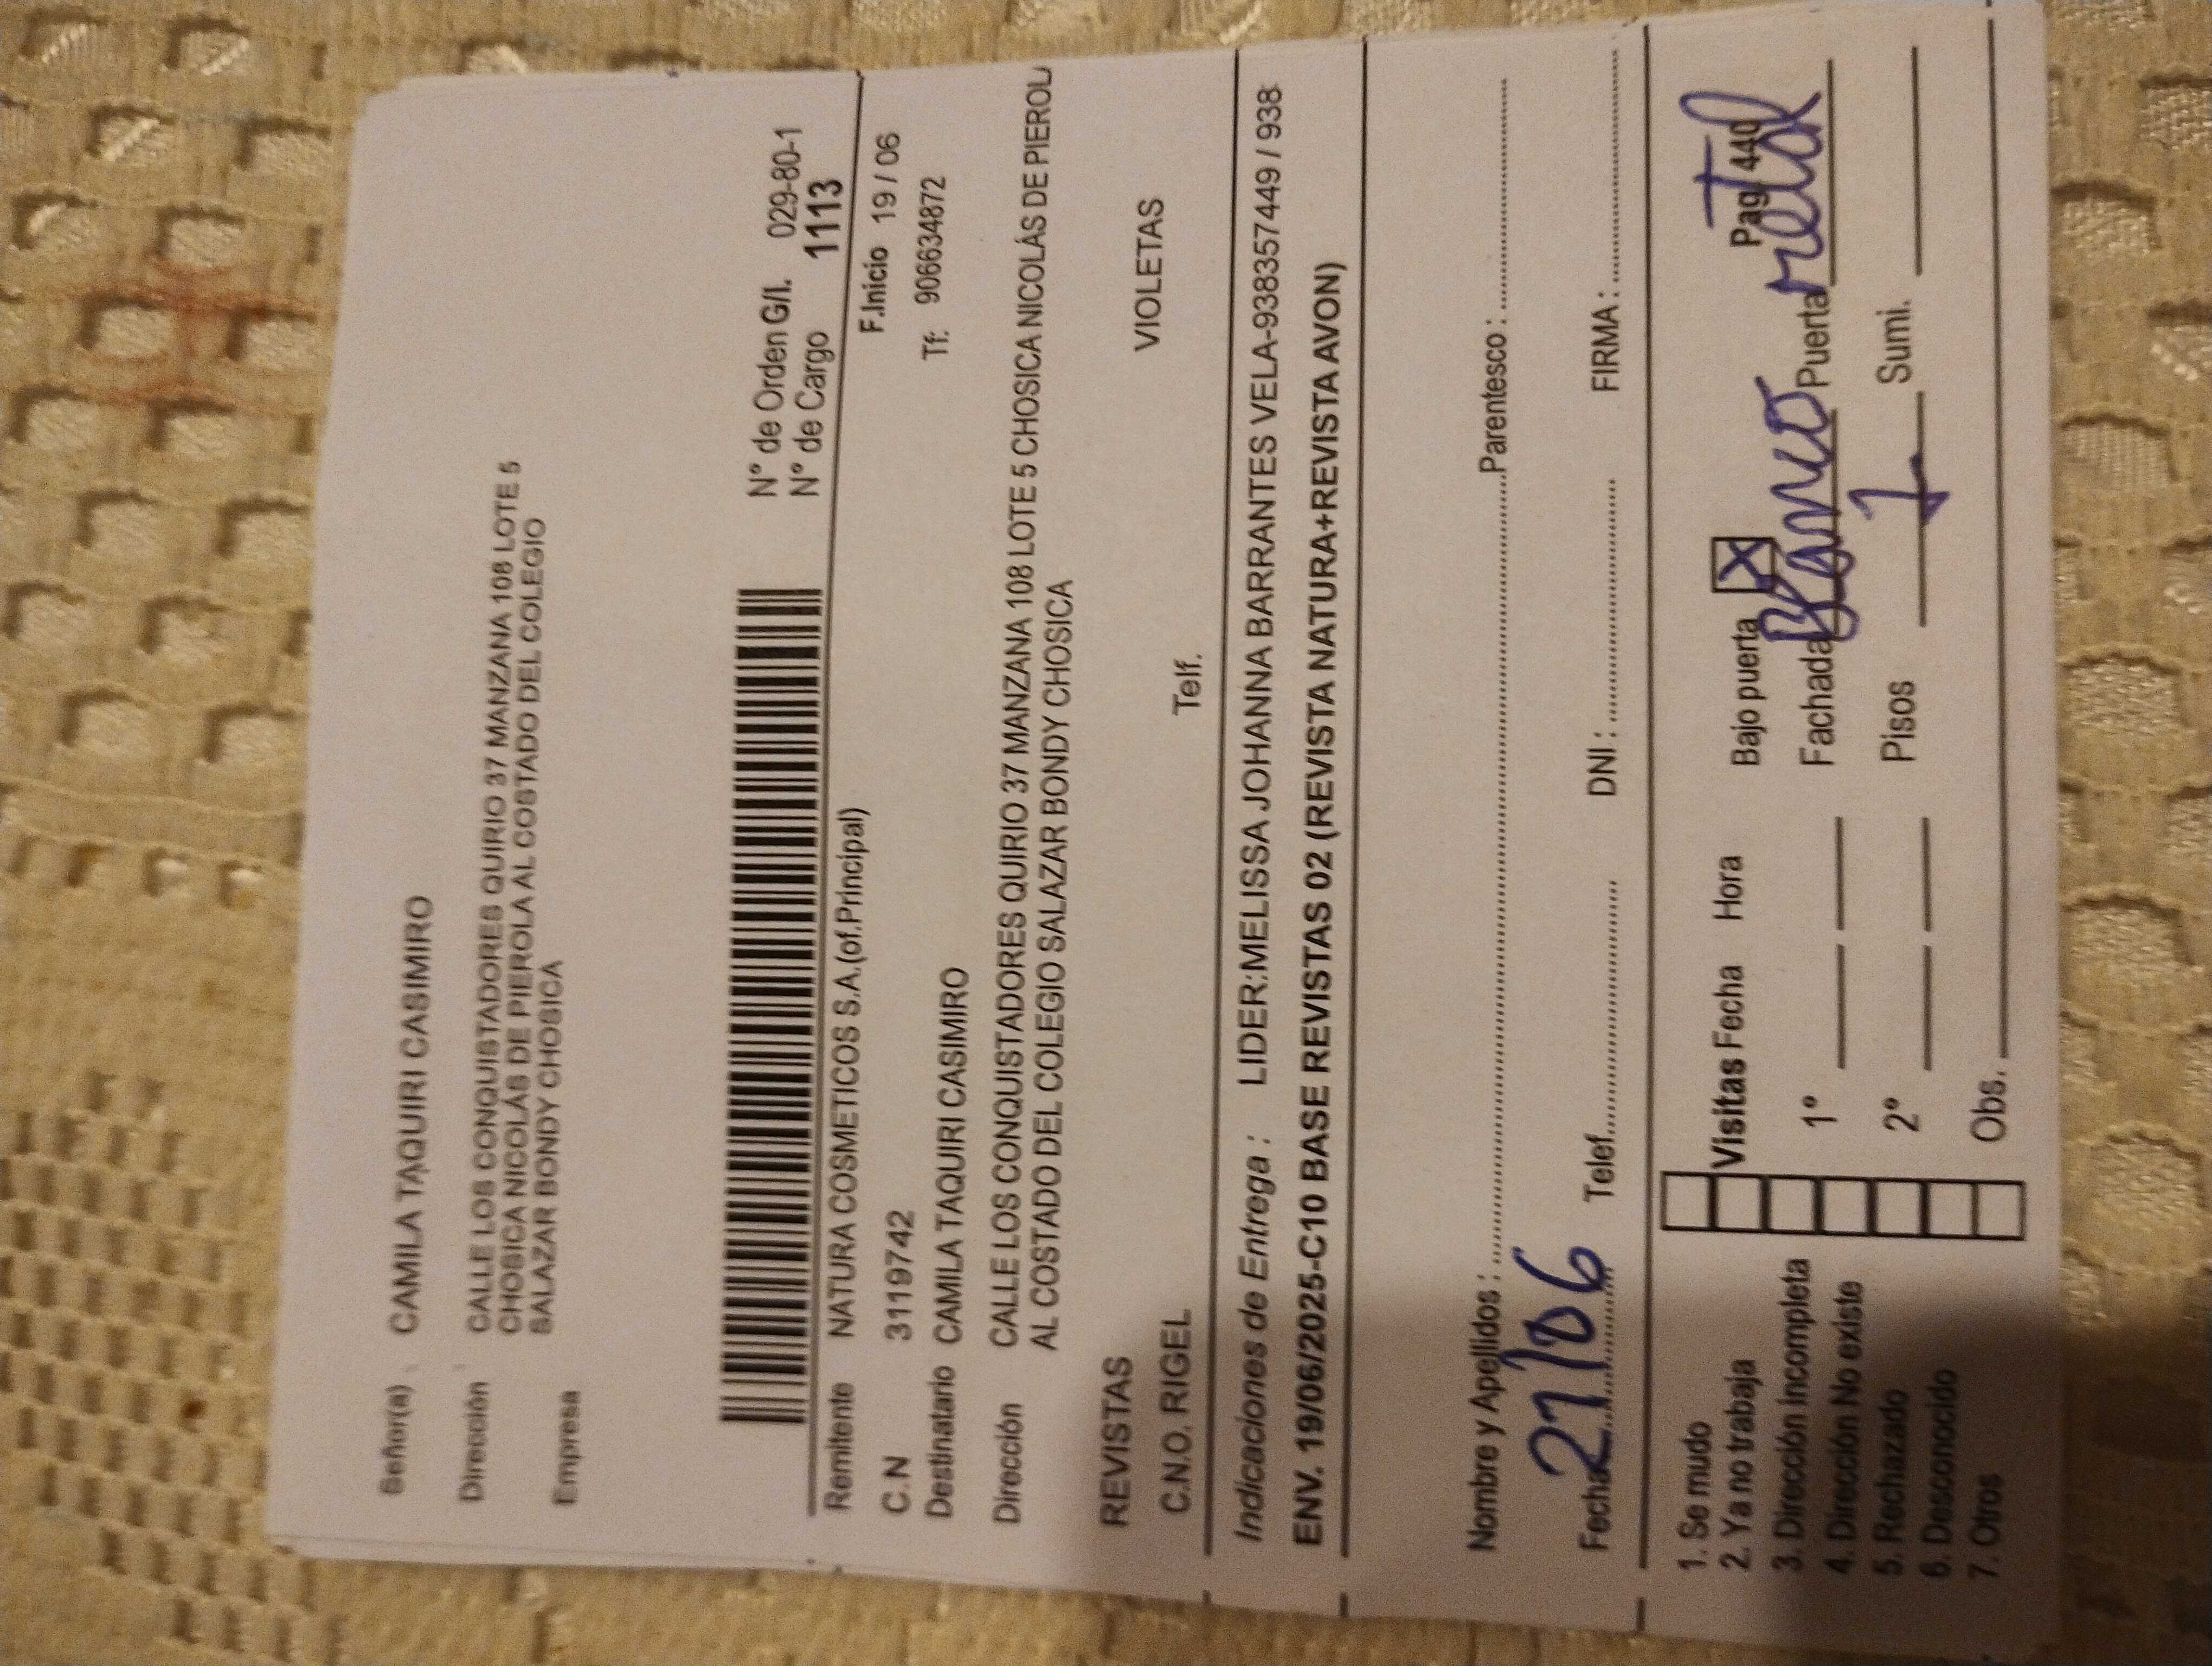 Señor(a) CAMILA TAQUIRI CASIMIRO
Dirección CALLE LOS CONQUISTADORES QUIRIO 37 MANZANA 108 LOTE 5
CHOSICA NICOLÁS DE PIEROLA AL COSTADO DEL COLEGIO
SALAZAR BONDY CHOSICA
Empresa
N° de Orden G/I. 029-80-1
N° de Cargo 1113
Remitente NATURA COSMETICOS S.A.(of.Principal) F.Inicio 19 / 06
C.N 3119742
Destinatario CAMILA TAQUIRI CASIMIRO Tf: 906634872
Dirección CALLE LOS CONQUISTADORES QUIRIO 37 MANZANA 108 LOTE 5 CHOSICA NICOLÁS DE PIEROL
AL COSTADO DEL COLEGIO SALAZAR BONDY CHOSICA
REVISTAS VIOLETAS
C.N.O. RIGEL Telf.
Indicaciones de Entrega : LIDER:MELISSA JOHANNA BARRANTES VELA-938357449 / 938
ENV. 19/06/2025-C10 BASE REVISTAS 02 (REVISTA NATURA+REVISTA AVON)
Nombre y Apellidos : Parentesco :
Fecha 21/06 Telef. DNI : FIRMA :
1. Se mudo
2. Ya no trabaja Visitas Fecha Hora Bajo puerta X Pag 440
3. Dirección incompleta 1° Fachada Blanco Puerta metal
4. Dirección No existe
5. Rechazado 2° Pisos 1 Sumi.
6. Desconocido
7. Otros Obs.